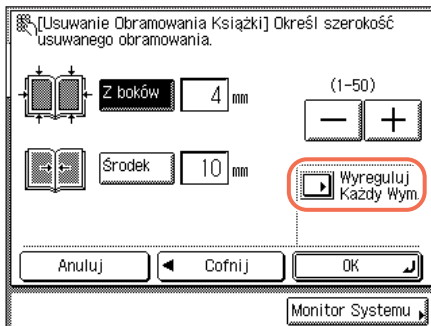 [Usuwanie Obramowania Książki] Określ szerokość
usuwanego obramowania.
Z boków 4 mm
(1-50)
− +
Środek 10 mm
Wyreguluj
Każdy Wym.
Anuluj ◄ Cofnij OK
Monitor Systemu